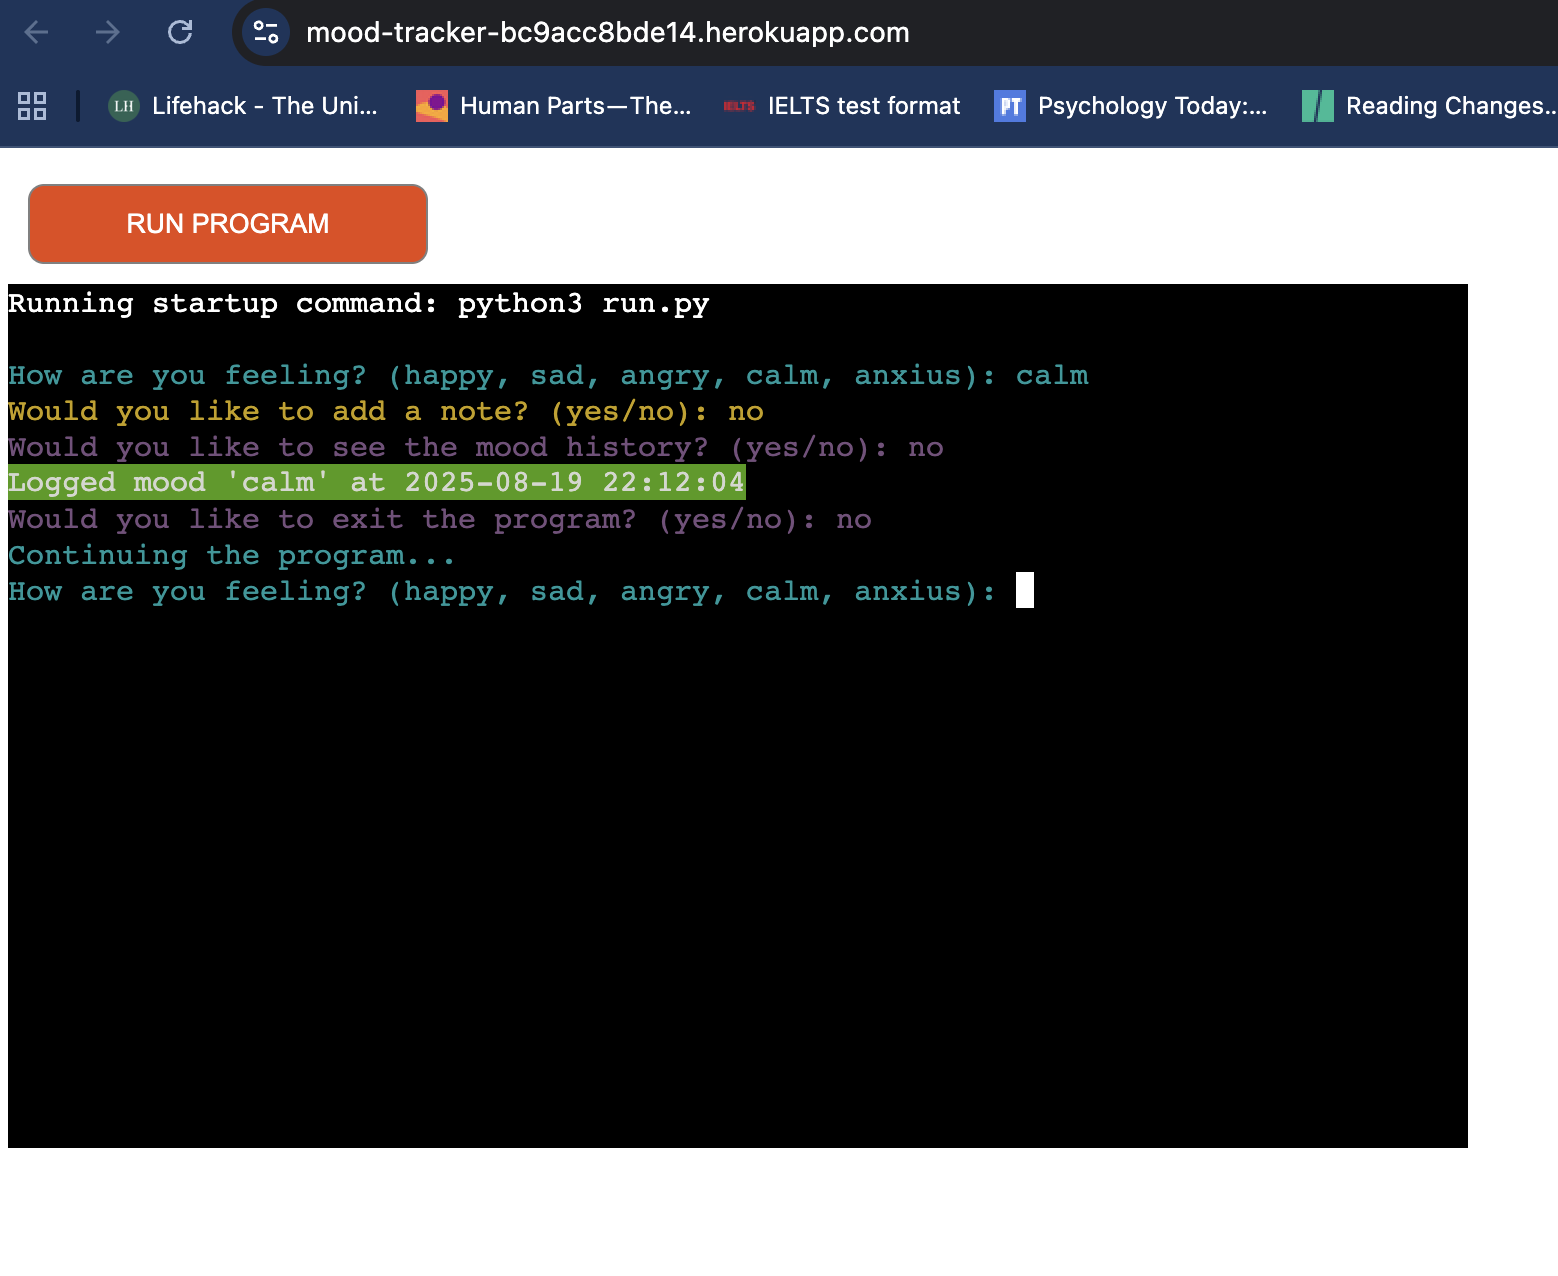 mood-tracker-bc9acc8bde14.herokuapp.com
LH Lifehack - The Uni... Human Parts—The... IELTS IELTS test format PT Psychology Today:... Reading Changes...
RUN PROGRAM
Running startup command: python3 run.py
How are you feeling? (happy, sad, angry, calm, anxius): calm
Would you like to add a note? (yes/no): no
Would you like to see the mood history? (yes/no): no
Logged mood 'calm' at 2025-08-19 22:12:04
Would you like to exit the program? (yes/no): no
Continuing the program...
How are you feeling? (happy, sad, angry, calm, anxius):